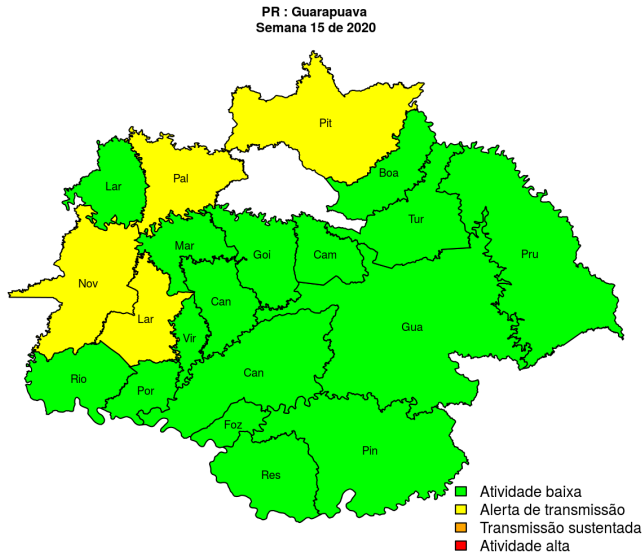 PR : Guarapuava
Semana 15 de 2020
Pit
Boa
Lar
Pal
Tur
Mar
Goi
Cam
Pru
Nov
Can
Lar
Vir
Gua
Rio
Por
Can
Foz
Pin
Res
Atividade baixa
Alerta de transmissão
Transmissão sustentada
Atividade alta